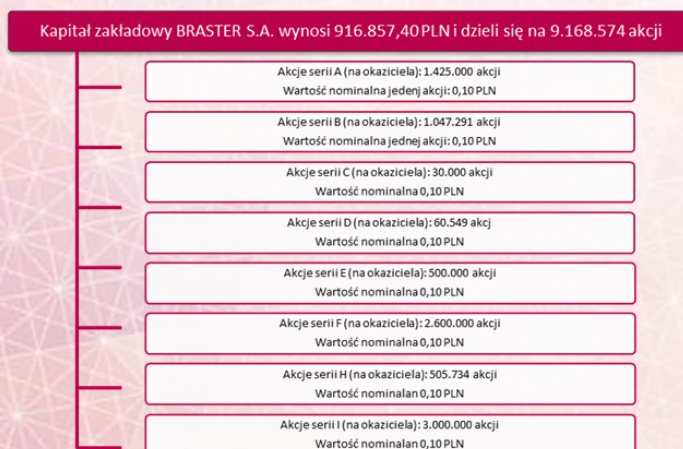 Kapitał zakładowy BRASTER S.A. wynosi 916.857,40 PLN i dzieli się na 9.168.574 akcji
Akcje serii A (na okaziciela): 1.425.000 akcji
Wartość nominalna jedenj akcji: 0,10 PLN
Akcje serii B (na okaziciela): 1.047.291 akcji
Wartość nominalna jednej akcji: 0,10 PLN
Akcje serii C (na okaziciela): 30.000 akcji
Wartość nominalna 0,10 PLN
Akcje serii D (na okaziciela): 60.549 akcj
Wartość nominalna 0,10 PLN
Akcje serii E (na okaziciela): 500.000 akcji
Wartość nominalna 0,10 PLN
Akcje serii F (na okaziciela): 2.600.000 akcji
Wartość nominalna 0,10 PLN
Akcje serii H (na okaziciela): 505.734 akcji
Wartość nominalan 0,10 PLN
Akcje serii I (na okaziciela): 3.000.000 akcji
Wartość nominalan 0,10 PLN